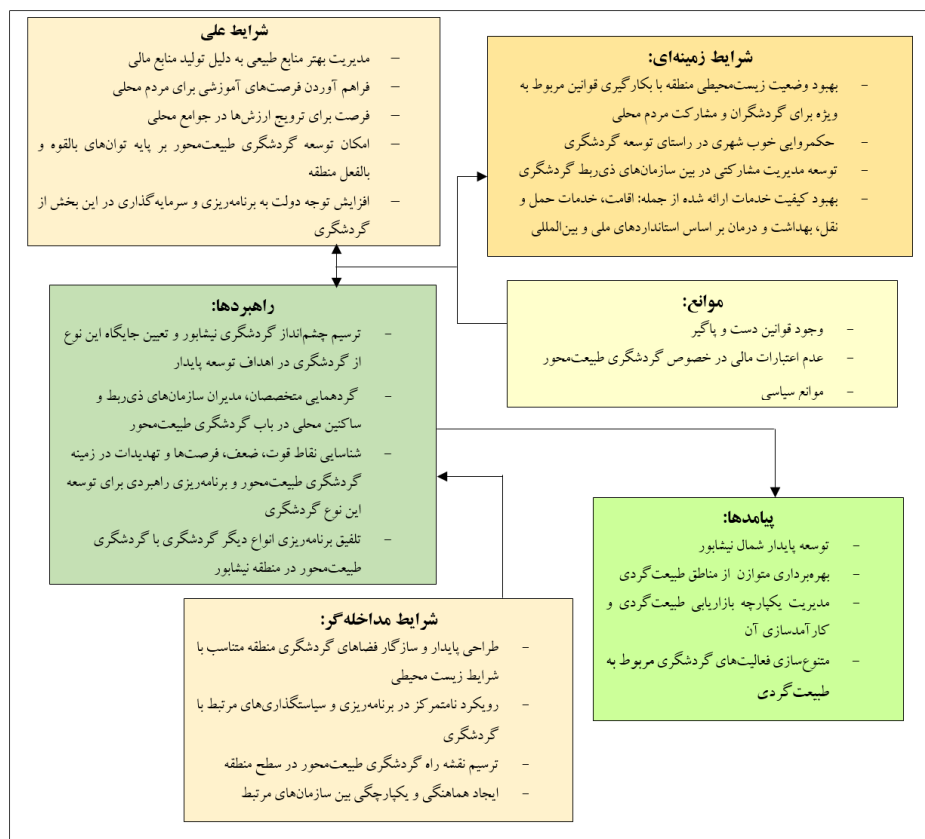 شرایط علی
– مدیریت بهتر منابع طبیعی به دلیل تولید منابع مالی
– فراهم آوردن فرصت‌های آموزشی برای مردم محلی
– فرصت برای ترویج ارزش‌ها در جوامع محلی
– امکان توسعه گردشگری طبیعت‌محور بر پایه توان‌های بالقوه و
بالفعل منطقه
– افزایش توجه دولت به برنامه‌ریزی و سرمایه‌گذاری در این بخش از
گردشگری
شرایط زمینه‌ای:
- بهبود وضعیت زیست‌محیطی منطقه با بکارگیری قوانین مربوط به
ویژه برای گردشگران و مشارکت مردم محلی
- حکمروایی خوب شهری در راستای توسعه گردشگری
- توسعه مدیریت مشارکتی در بین سازمان‌های ذی‌ربط گردشگری
- بهبود کیفیت خدمات ارائه شده از جمله: اقامت، خدمات حمل و
نقل، بهداشت و درمان بر اساس استانداردهای ملی و بین‌المللی
موانع:
- وجود قوانین دست و پاگیر
- عدم اعتبارات مالی در خصوص گردشگری طبیعت‌محور
- موانع سیاسی
راهبردها:
- ترسیم چشم‌انداز گردشگری نیشابور و تعیین جایگاه این نوع
از گردشگری در اهداف توسعه پایدار
- گردهمایی متخصصان، مدیران سازمان‌های ذی‌ربط و
ساکنین محلی در باب گردشگری طبیعت‌محور
- شناسایی نقاط قوت، ضعف، فرصت‌ها و تهدیدات در زمینه
گردشگری طبیعت‌محور و برنامه‌ریزی راهبردی برای توسعه
این نوع گردشگری
- تلفیق برنامه‌ریزی انواع دیگر گردشگری با گردشگری
طبیعت‌محور در منطقه نیشابور
پیامدها:
- توسعه پایدار شمال نیشابور
- بهره‌برداری متوازن از مناطق طبیعت‌گردی
- مدیریت یکپارچه بازاریابی طبیعت‌گردی و
کارآمدسازی آن
- متنوع‌سازی فعالیت‌های گردشگری مربوط به
طبیعت‌گردی
شرایط مداخله‌گر:
- طراحی پایدار و سازگار فضاهای گردشگری منطقه متناسب با
شرایط زیست محیطی
- رویکرد نامتمرکز در برنامه‌ریزی و سیاستگذاری‌های مرتبط با
گردشگری
- ترسیم نقشه راه گردشگری طبیعت‌محور در سطح منطقه
- ایجاد هماهنگی و یکپارچگی بین سازمان‌های مرتبط